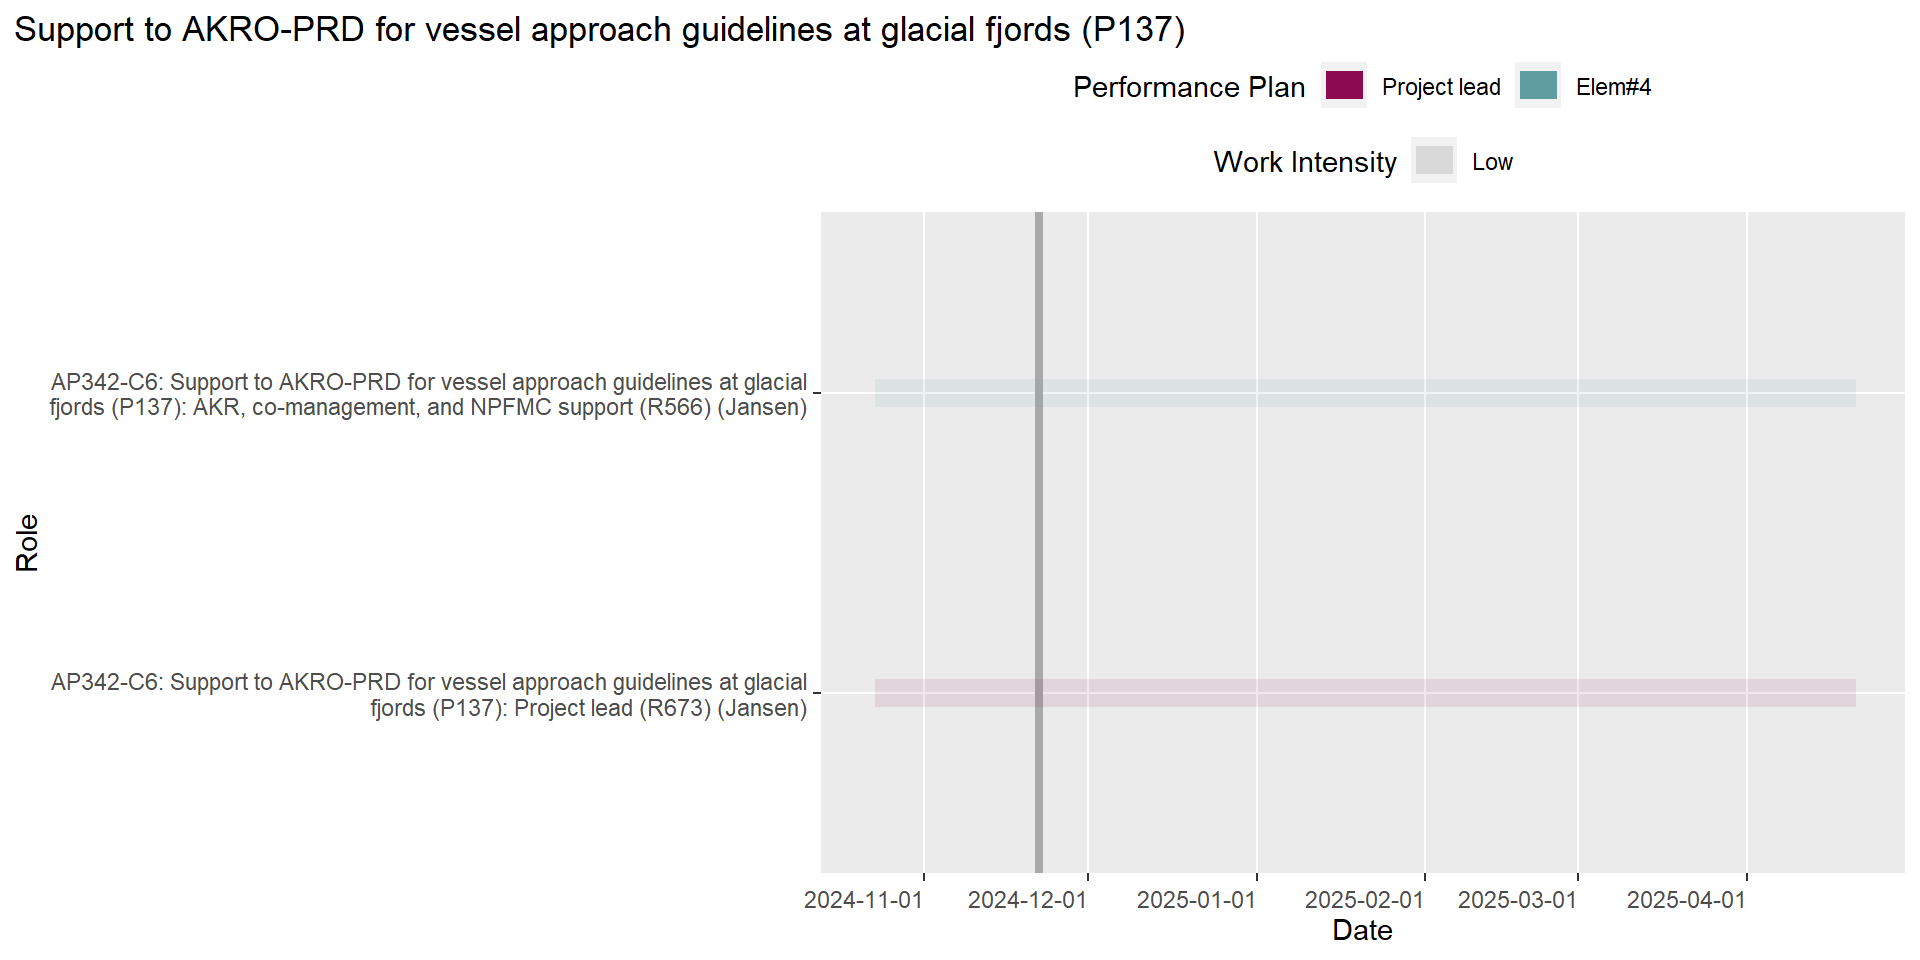 Support to AKRO-PRD for vessel approach guidelines at glacial fjords (P137)
Performance Plan Project lead Elem#4
Work Intensity Low
AP342-C6: Support to AKRO-PRD for vessel approach guidelines at glacial
fjords (P137): AKR, co-management, and NPFMC support (R566) (Jansen)
Role
AP342-C6: Support to AKRO-PRD for vessel approach guidelines at glacial
fjords (P137): Project lead (R673) (Jansen)
2024-11-01 2024-12-01 2025-01-01 2025-02-01 2025-03-01 2025-04-01
Date